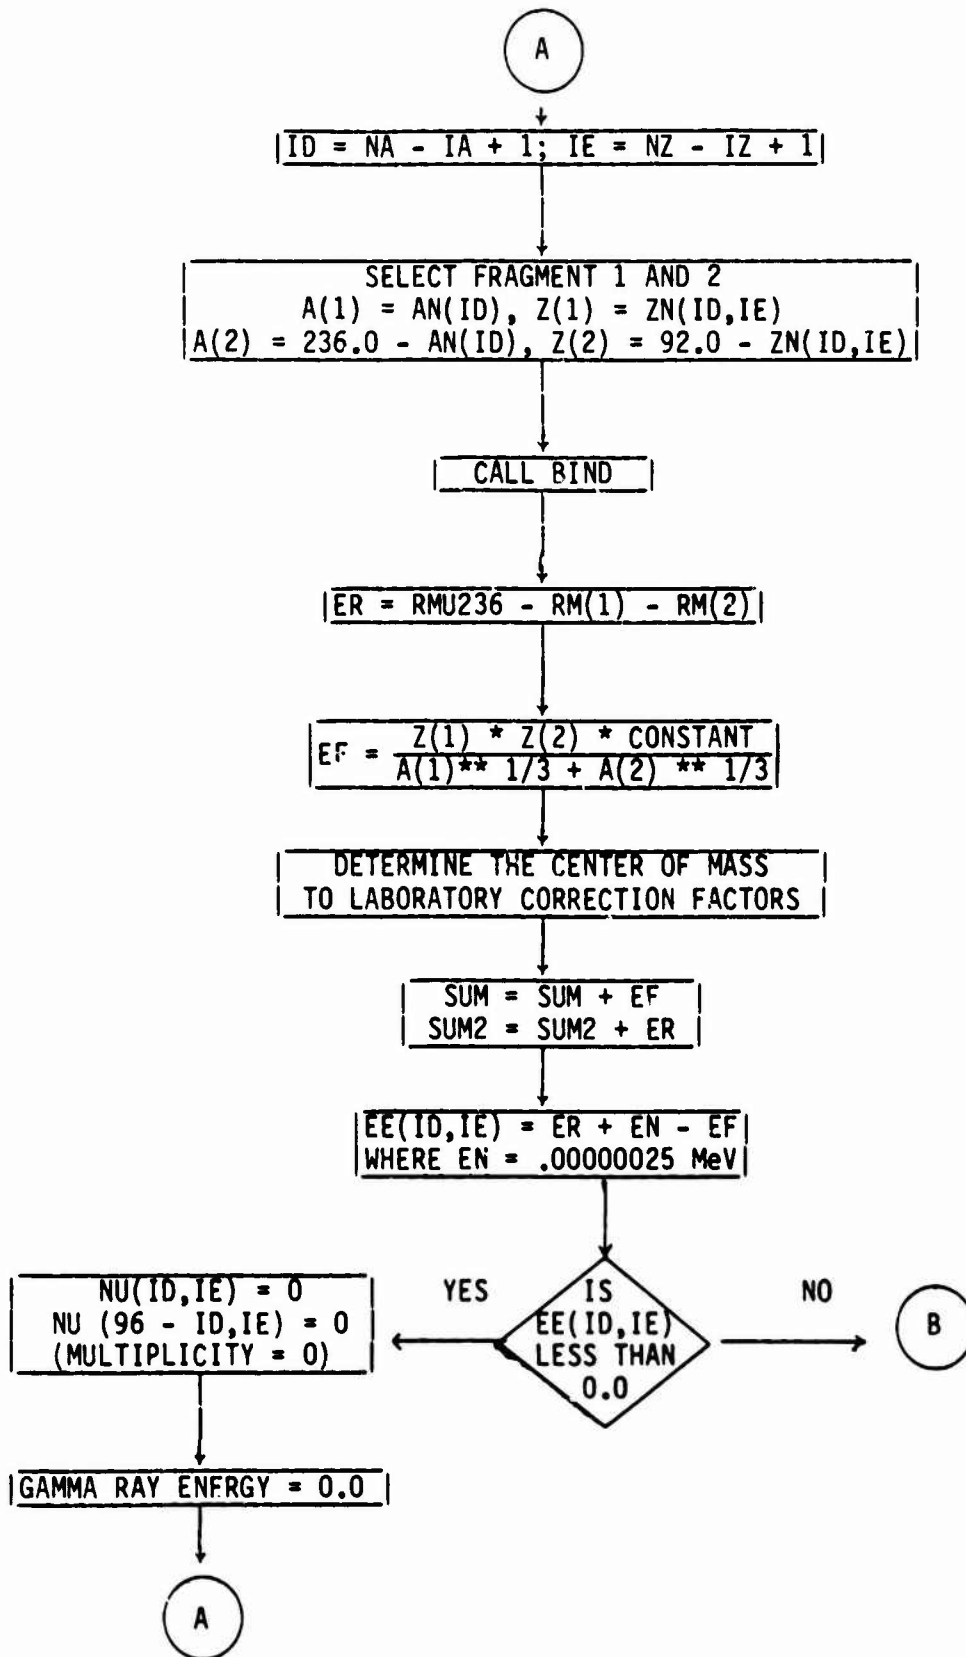 A
ID = NA - IA + 1; IE = NZ - IZ + 1
SELECT FRAGMENT 1 AND 2
A(1) = AN(ID), Z(1) = ZN(ID,IE)
A(2) = 236.0 - AN(ID), Z(2) = 92.0 - ZN(ID,IE)
CALL BIND
ER = RMU236 - RM(1) - RM(2)
EF = Z(1) * Z(2) * CONSTANT
A(1)** 1/3 + A(2) ** 1/3
DETERMINE THE CENTER OF MASS
TO LABORATORY CORRECTION FACTORS
SUM = SUM + EF
SUM2 = SUM2 + ER
EE(ID,IE) = ER + EN - EF
WHERE EN = .00000025 MeV
NU(ID,IE) = 0
NU (96 - ID,IE) = 0
(MULTIPLICITY = 0)
YES
IS
EE(ID,IE)
LESS THAN
0.0
NO
B
GAMMA RAY ENERGY = 0.0
A